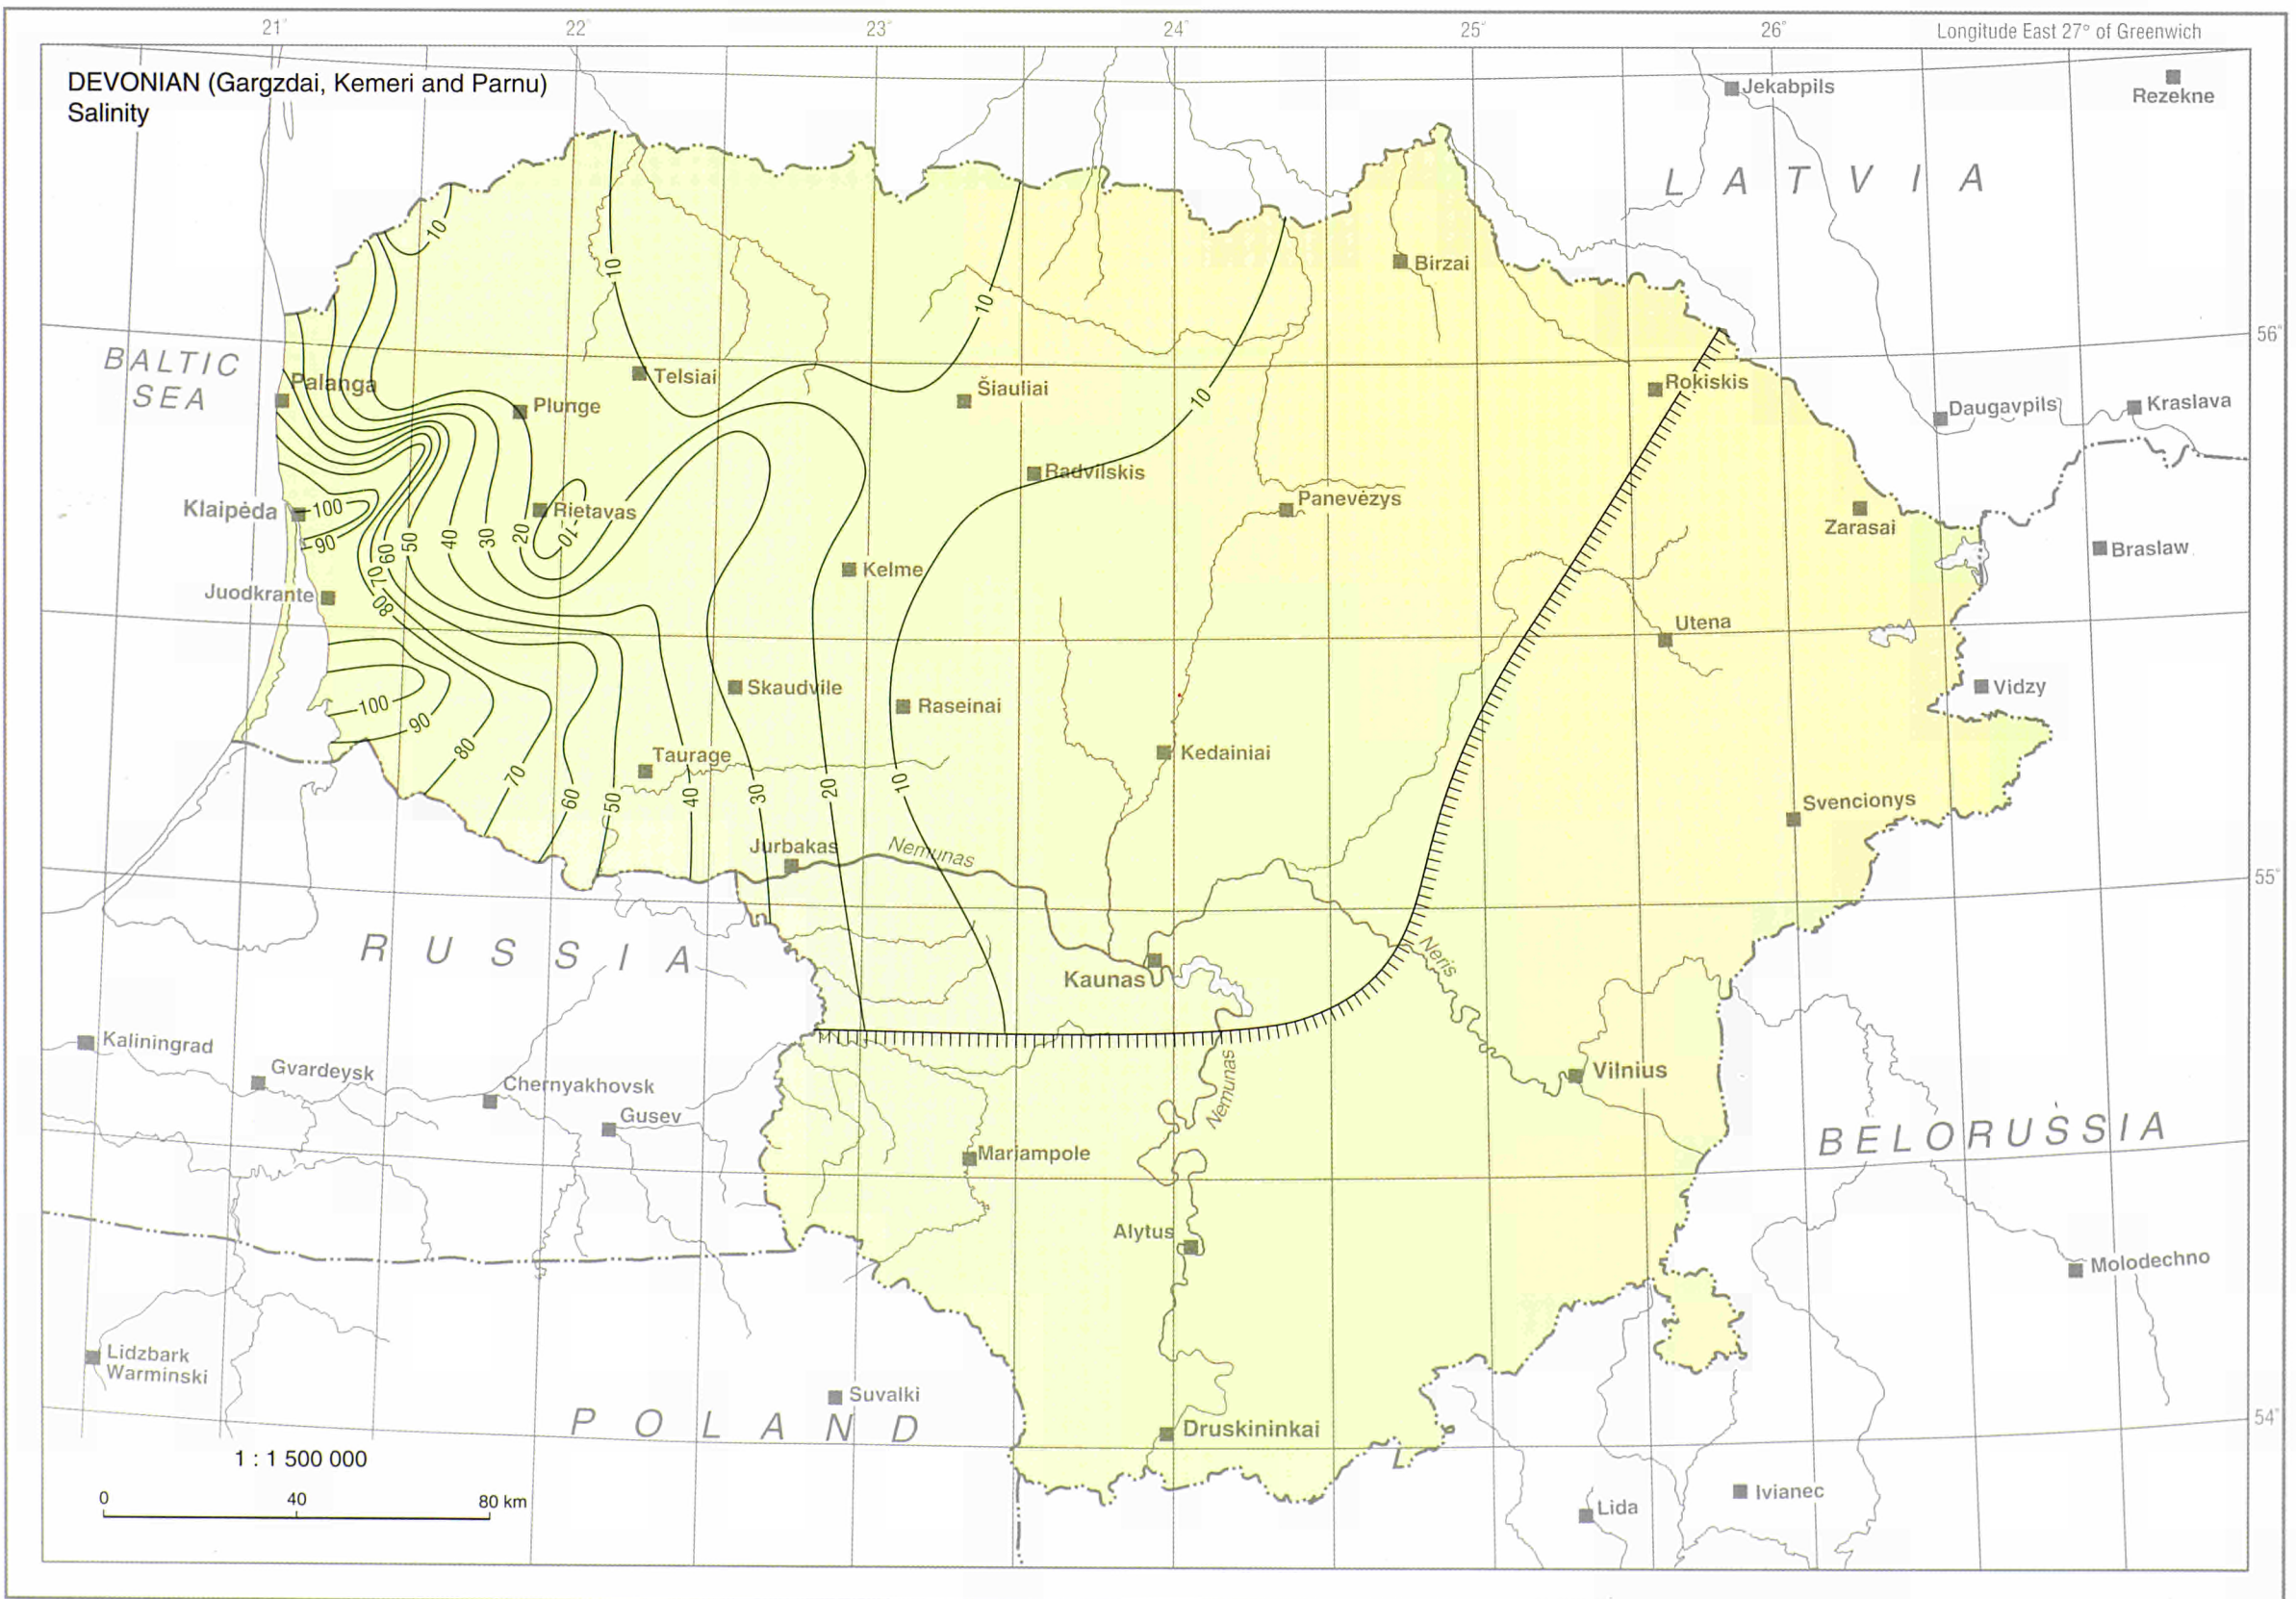 21° 22° 23° 24° 25° 26° Longitude East 27° of Greenwich
DEVONIAN (Gargzdai, Kemeri and Parnu)
Salinity
Jekabpils
Rezekne
L A T V I A
10
10
10
Birzai
56°
BALTIC
SEA
Palanga
Telsiai
Plunge
Šiauliai
10
Rokiskis
Daugavpils
Kraslava
Radvilskis
Klaipėda
100
90
Rietavas
10
20
30
40
50
60
70
80
Panevėzys
Zarasai
Braslaw
Kelme
Juodkrante
Utena
Skaudvile
Raseinai
Vidzy
100
90
80
70
60
50
40
30
20
10
Taurage
Kedainiai
Svencionys
Jurbakas
Nemunas
55°
R U S S I A
Kaunas
Neris
Kaliningrad
Gvardeysk
Chernyakhovsk
Gusev
Nemunas
Vilnius
BELORUSSIA
Mariampole
Alytus
Molodechno
Lidzbark
Warminski
Suvalki
P O L A N D
Druskininkai
54°
1 : 1 500 000
0 40 80 km
Lida
Ivianec